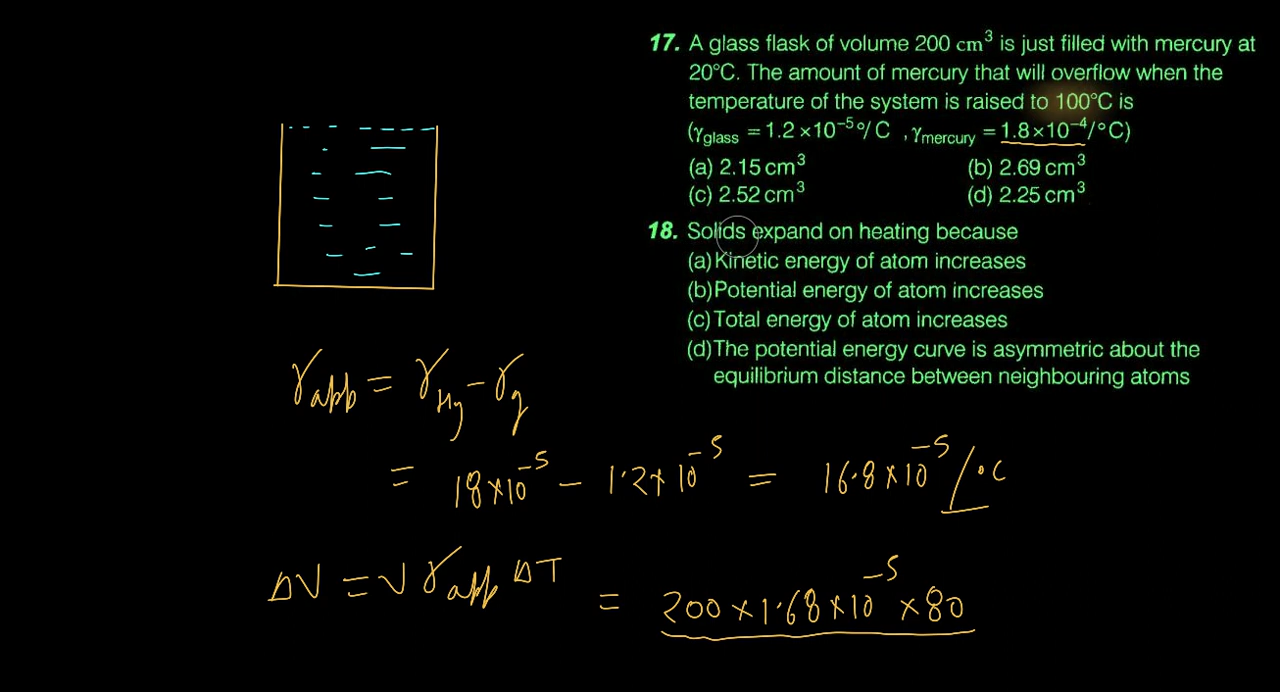 17. A glass flask of volume 200 cm³ is just filled with mercury at
20°C. The amount of mercury that will overflow when the
temperature of the system is raised to 100°C is
(γglass = 1.2 ×10⁻⁵°/C , γmercury = 1.8×10⁻⁴/°C)
(a) 2.15 cm³ (b) 2.69 cm³
(c) 2.52 cm³ (d) 2.25 cm³
18. Solids expand on heating because
(a) Kinetic energy of atom increases
(b) Potential energy of atom increases
(c) Total energy of atom increases
(d) The potential energy curve is asymmetric about the
equilibrium distance between neighbouring atoms
γapp = γHg - γg
= 18×10⁻⁵ - 1.2×10⁻⁵ = 16.8×10⁻⁵/°C
ΔV = V γapp ΔT = 200×1.68×10⁻⁵×80